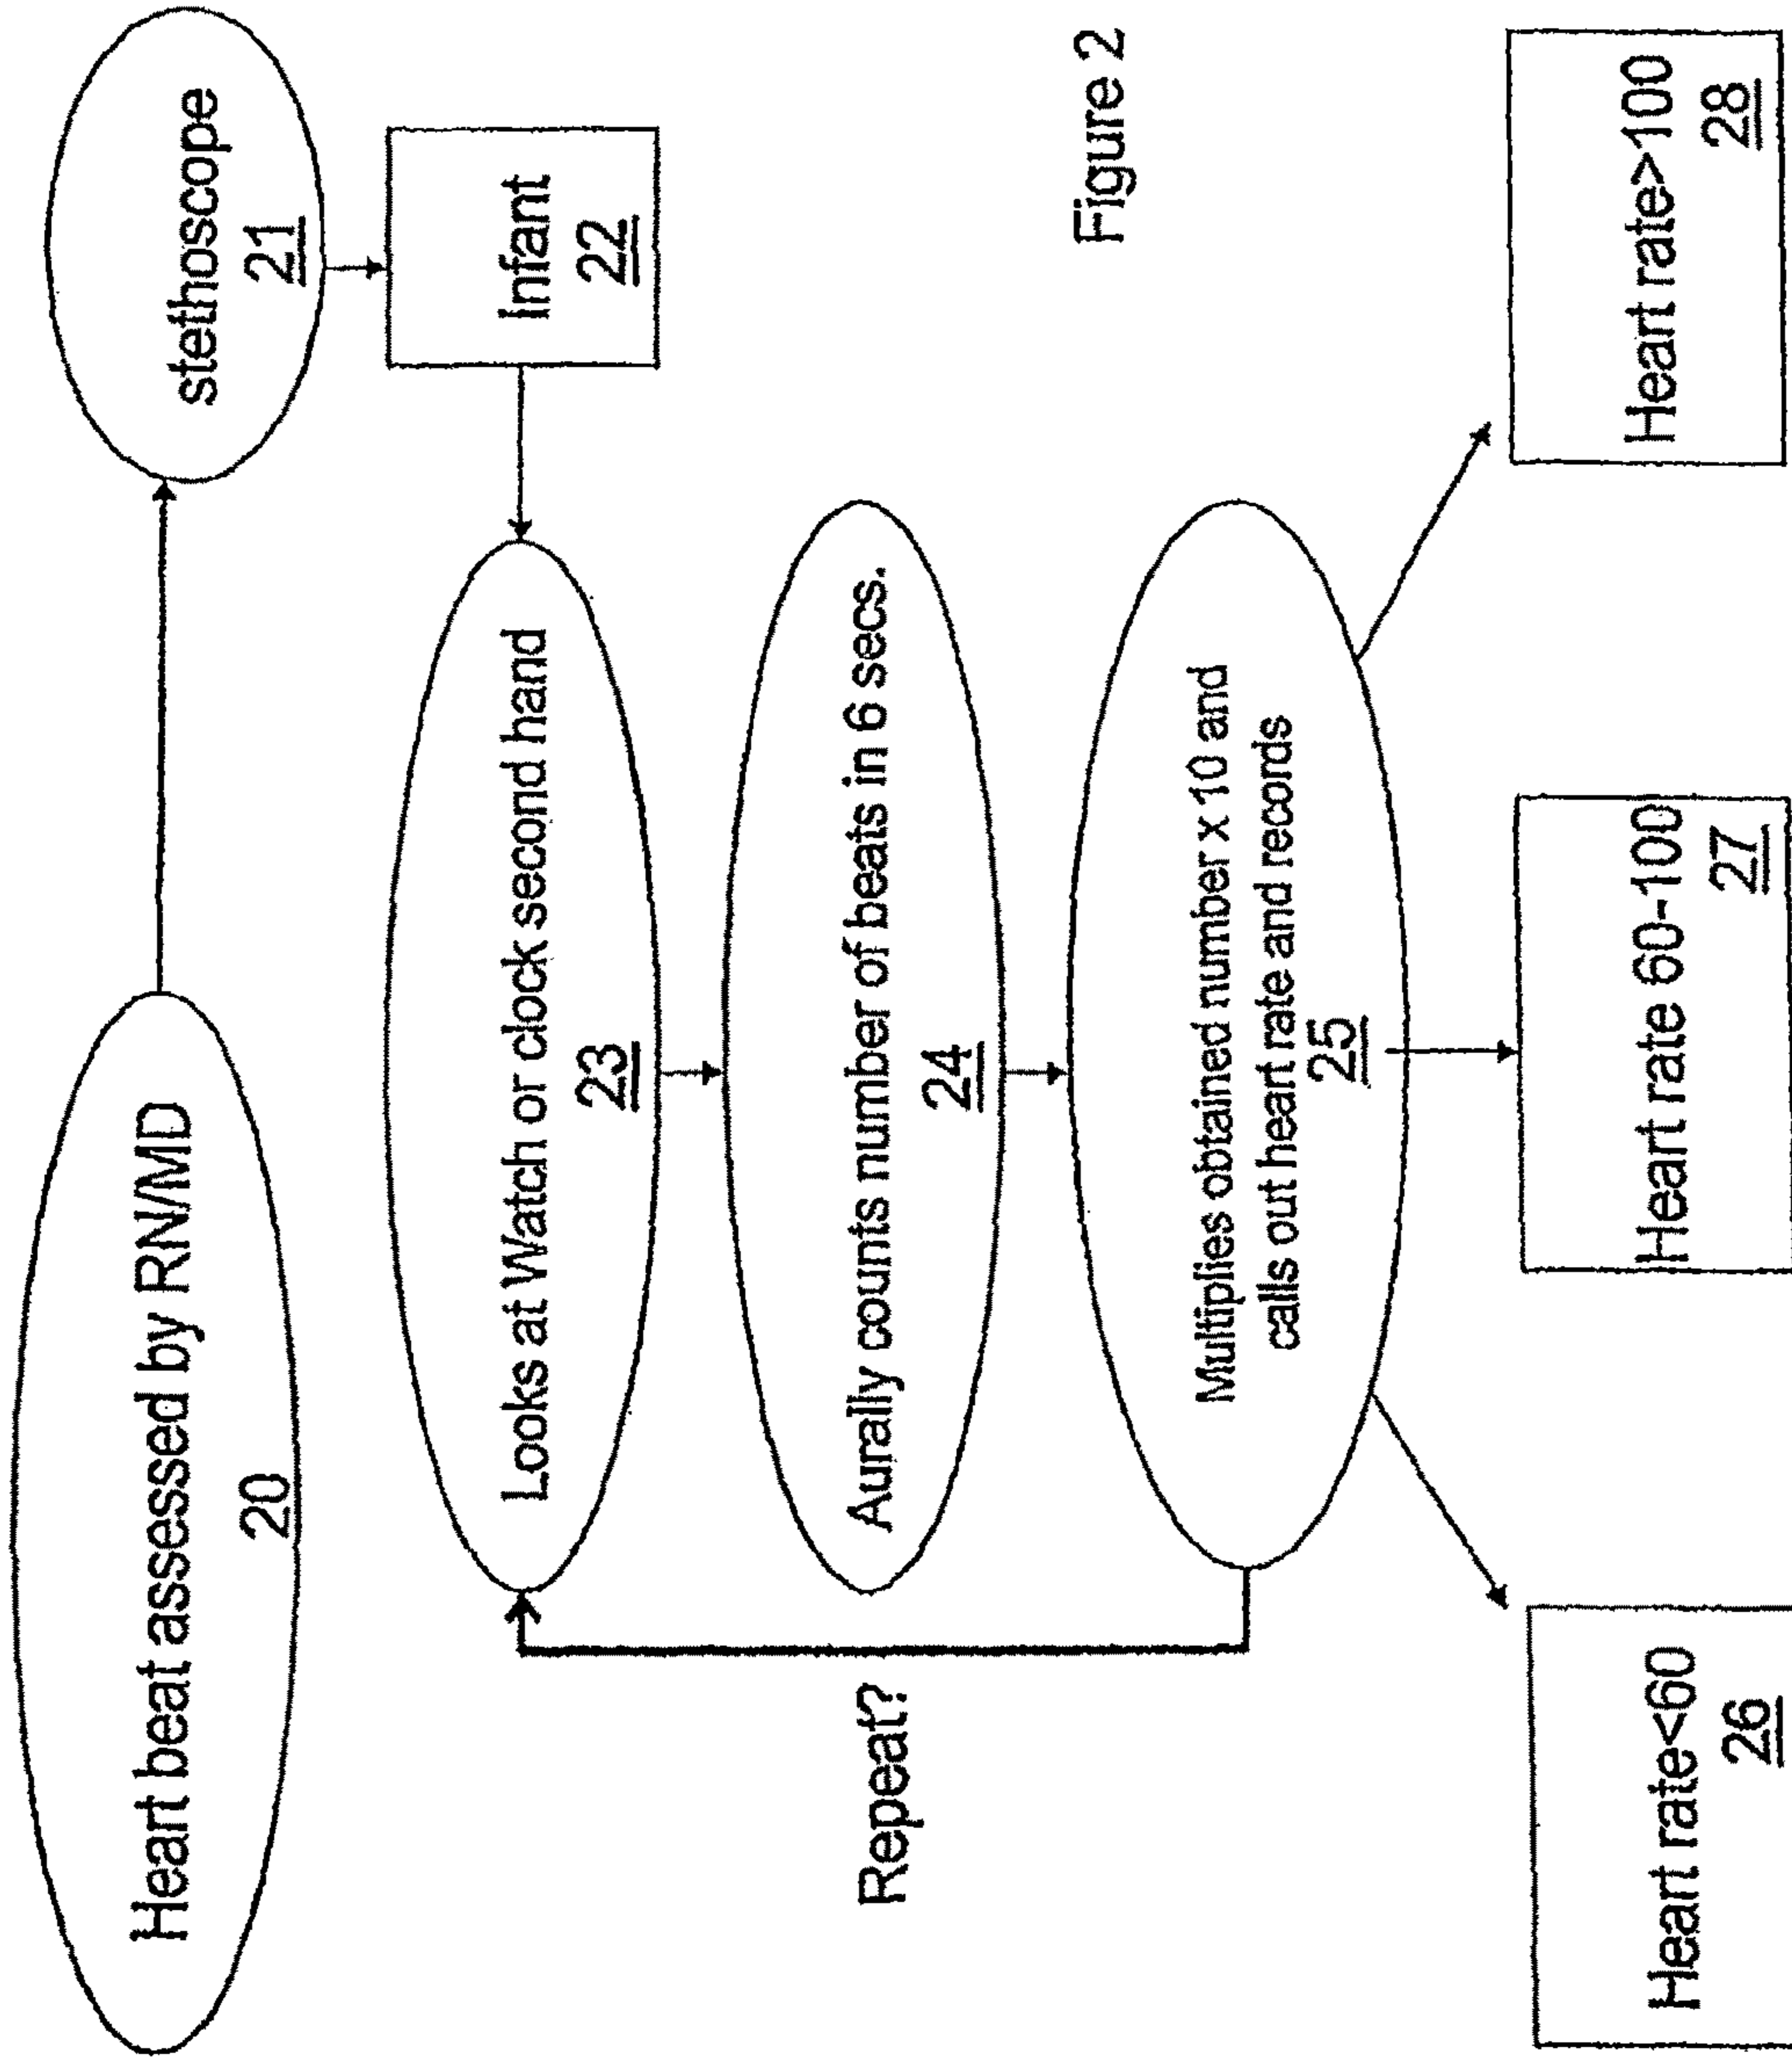 Heart beat assessed by RN/MD
20
stethoscope
21
Infant
22
Looks at Watch or clock second hand
23
Aurally counts number of beats in 6 secs.
24
Repeat?
Multiplies obtained number x 10 and
calls out heart rate and records
25
Figure 2
Heart rate<60
26
Heart rate 60-100
27
Heart rate>100
28